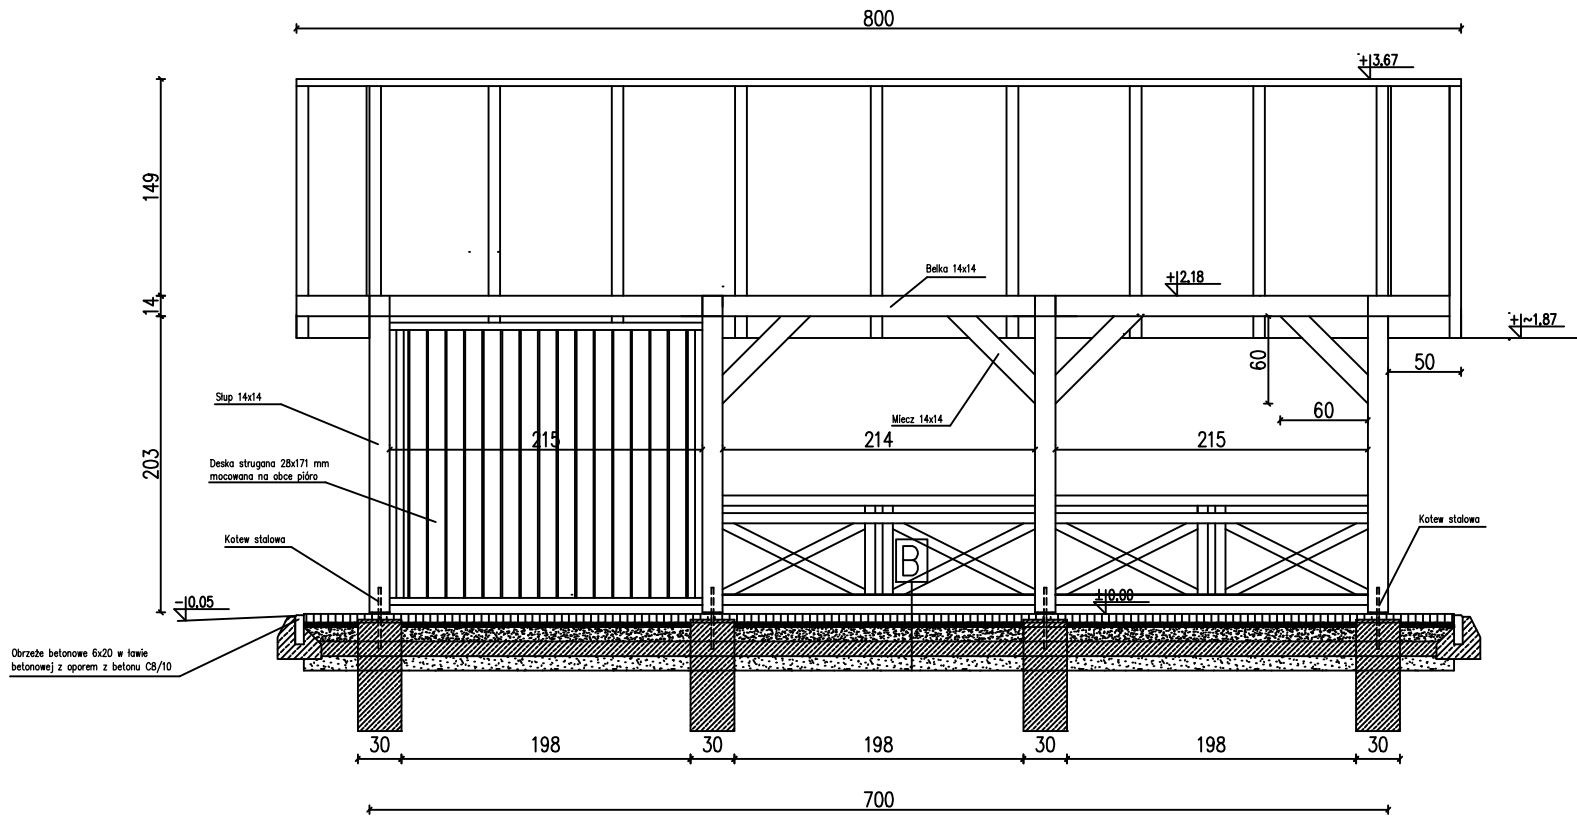 800
+3,67
149
Belka 14x14
+2,18
14
+~1,87
60
50
Słup 14x14
60
Miecz 14x14
215
214
215
203
Deska strugana 28x171 mm
mocowana na obce pióro
Kotew stalowa
Kotew stalowa
B
-0,05
±0,00
Obrzeże betonowe 6x20 w ławie
betonowej z oporem z betonu C8/10
30
198
30
198
30
198
30
700